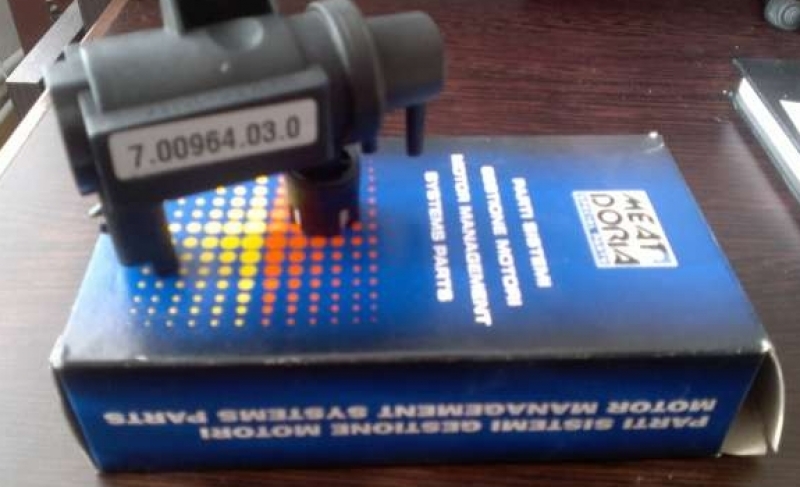 7.00964.03.0
MEAT
DORIA
PARTI SISTEMI
GESTIONE MOTORI
MOTOR MANAGEMENT
SYSTEMS PARTS
PARTI SISTEMI GESTIONE MOTORI
MOTOR MANAGEMENT SYSTEMS PARTS